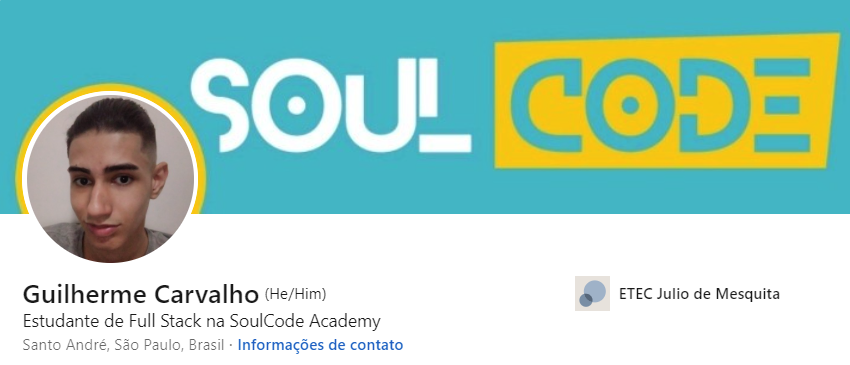 SOUL CODE
Guilherme Carvalho (He/Him)
ETEC Julio de Mesquita
Estudante de Full Stack na SoulCode Academy
Santo André, São Paulo, Brasil · Informações de contato